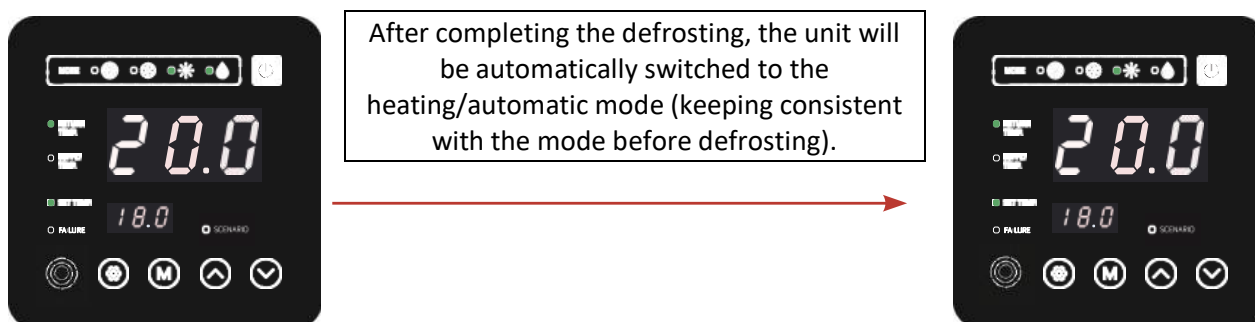 After completing the defrosting, the unit will
be automatically switched to the
heating/automatic mode (keeping consistent
with the mode before defrosting).
20.0
18.0
SCENARIO
FAILURE
M
20.0
18.0
SCENARIO
FAILURE
M